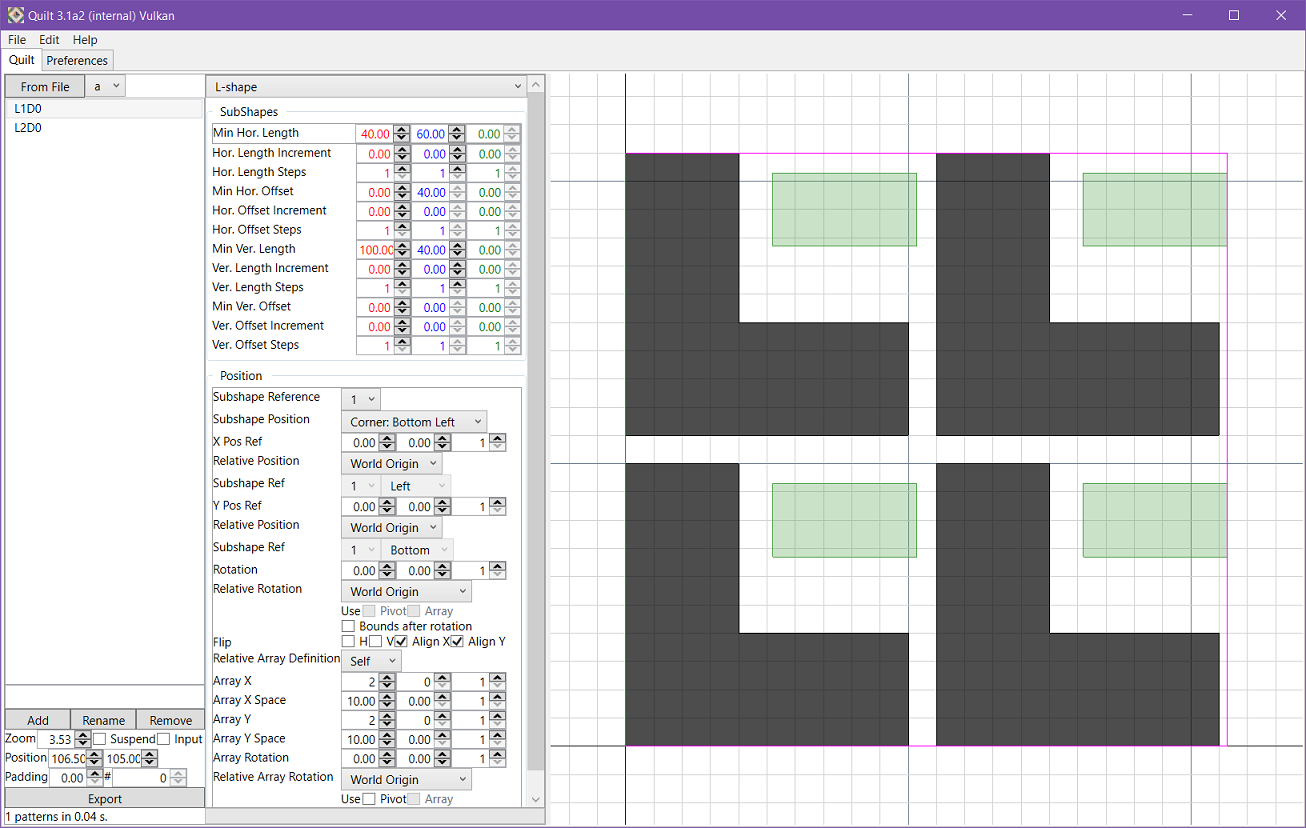 Quilt 3.1a2 (internal) Vulkan
File Edit Help
Quilt Preferences
From File a
L1D0
L2D0
Add Rename Remove
Zoom 3.53 Suspend Input
Position 106.50 105.00
Padding 0.00 # 0
Export
1 patterns in 0.04 s.
L-shape
SubShapes
Min Hor. Length 40.00 60.00 0.00
Hor. Length Increment 0.00 0.00 0.00
Hor. Length Steps 1 1 1
Min Hor. Offset 0.00 40.00 0.00
Hor. Offset Increment 0.00 0.00 0.00
Hor. Offset Steps 1 1 1
Min Ver. Length 100.00 40.00 0.00
Ver. Length Increment 0.00 0.00 0.00
Ver. Length Steps 1 1 1
Min Ver. Offset 0.00 0.00 0.00
Ver. Offset Increment 0.00 0.00 0.00
Ver. Offset Steps 1 1 1
Position
Subshape Reference 1
Subshape Position Corner: Bottom Left
X Pos Ref 0.00 0.00 1
Relative Position World Origin
Subshape Ref 1 Left
Y Pos Ref 0.00 0.00 1
Relative Position World Origin
Subshape Ref 1 Bottom
Rotation 0.00 0.00 1
Relative Rotation World Origin
Use Pivot Array
Bounds after rotation
Flip H V Align X Align Y
Relative Array Definition Self
Array X 2 0 1
Array X Space 10.00 0.00 1
Array Y 2 0 1
Array Y Space 10.00 0.00 1
Array Rotation 0.00 0.00 1
Relative Array Rotation World Origin
Use Pivot Array